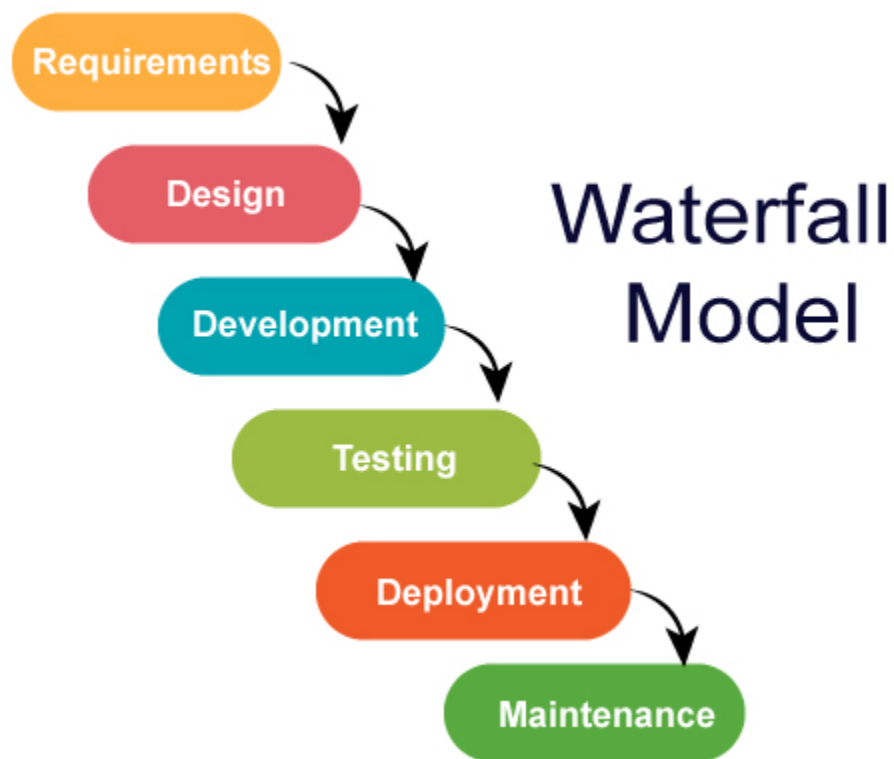 Requirements
Design
Waterfall
Model
Development
Testing
Deployment
Maintenance